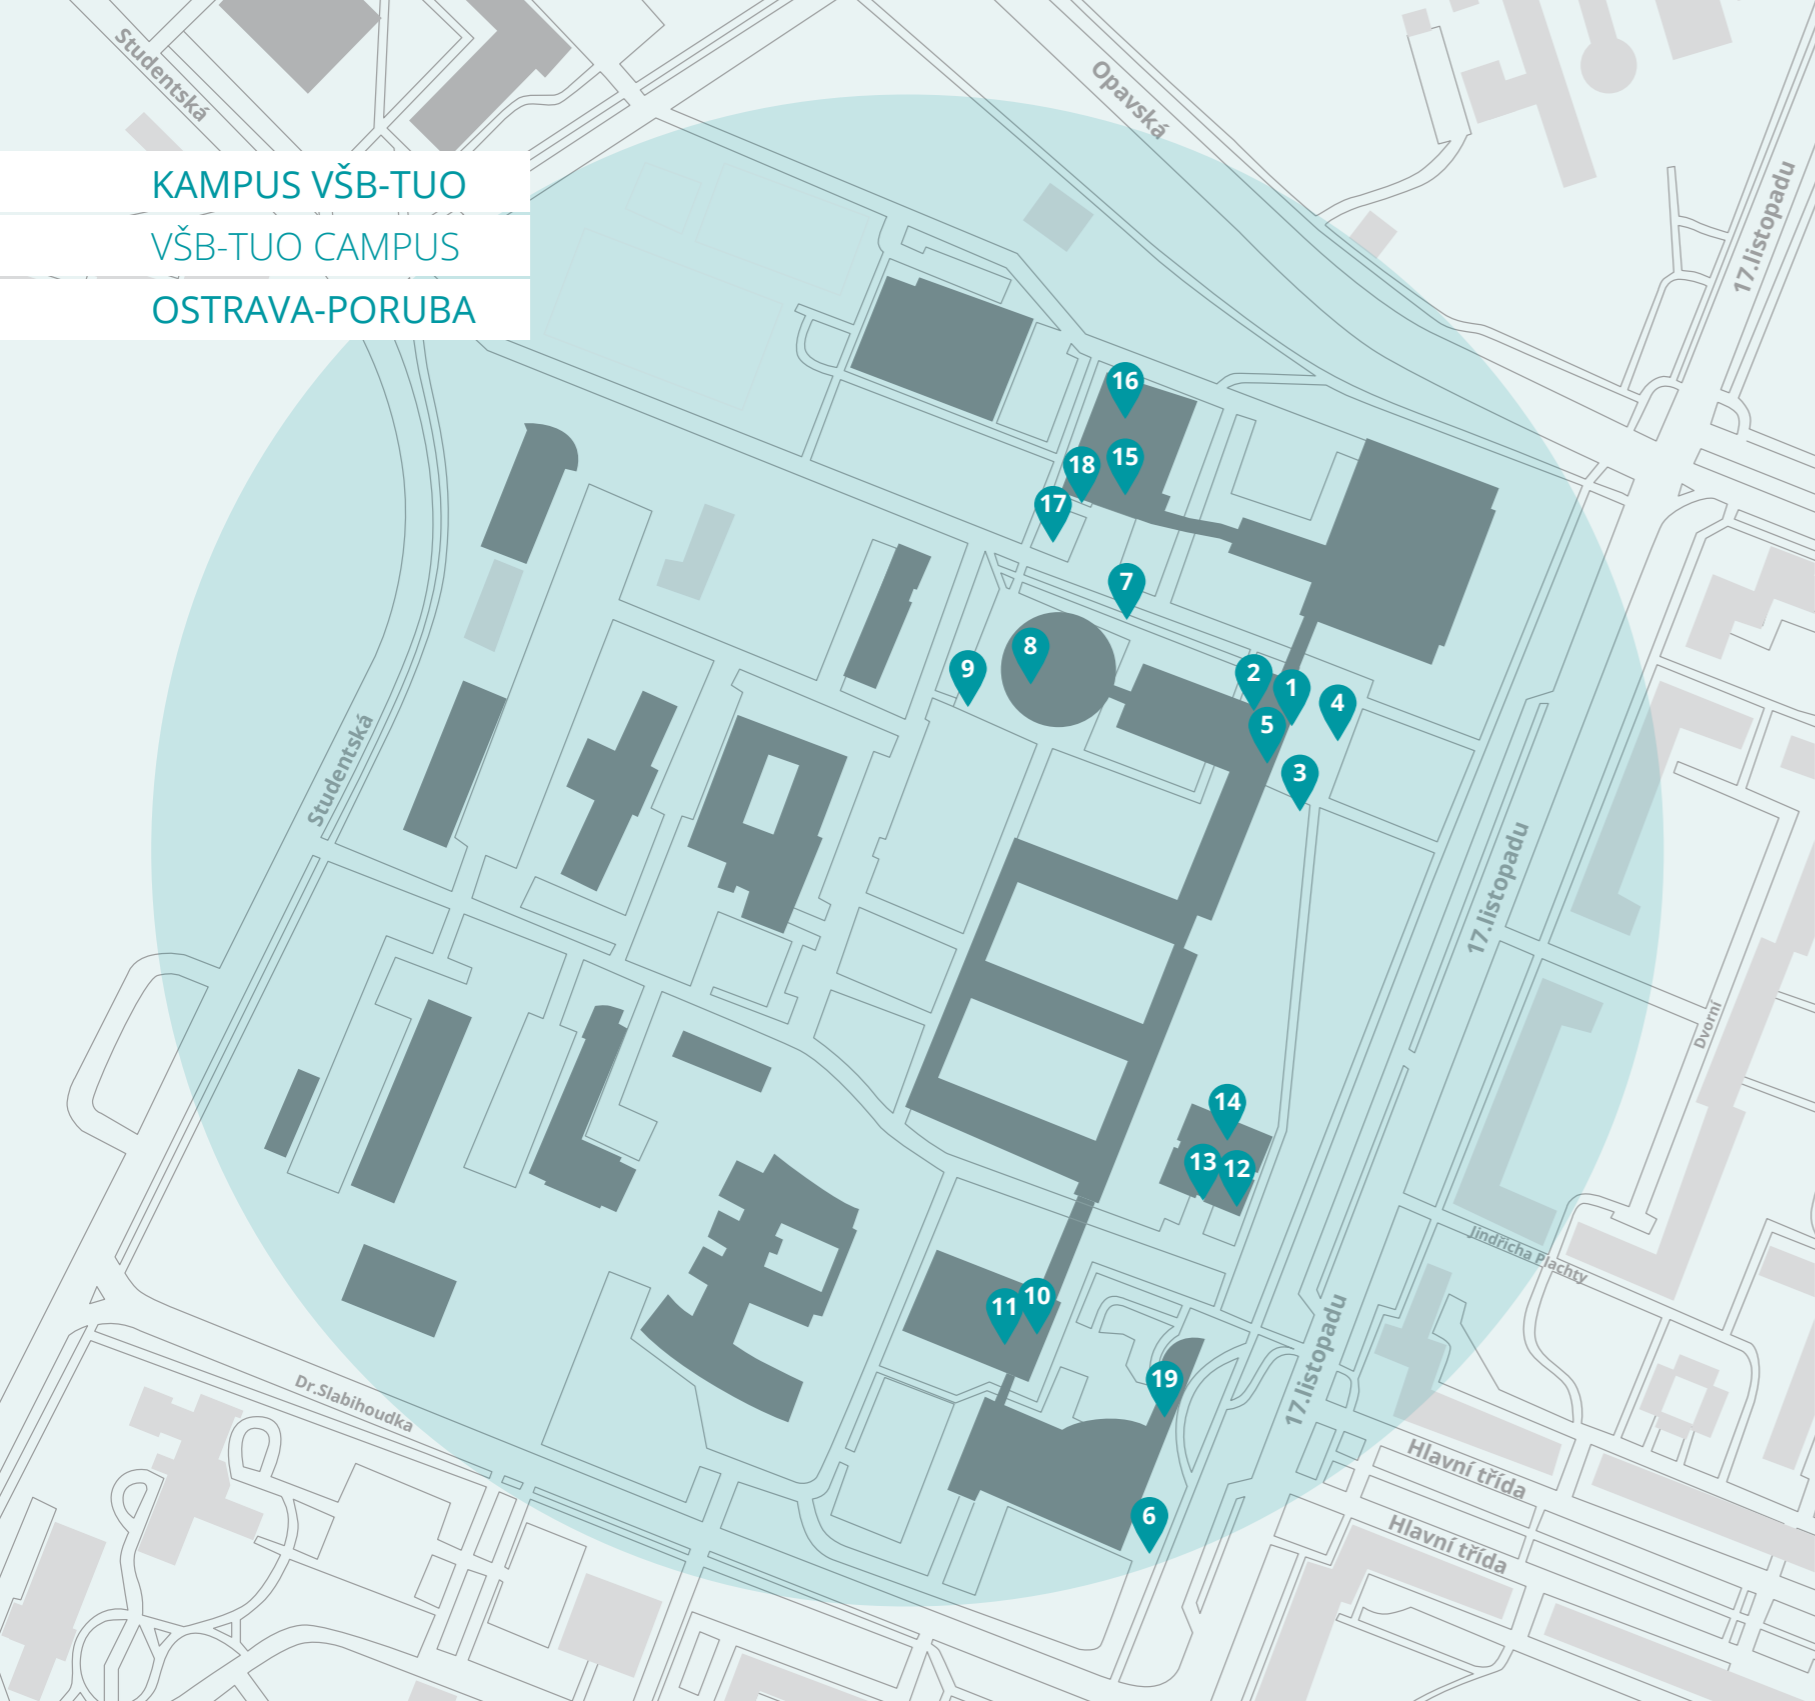 Studentská
Opavská
KAMPUS VŠB-TUO
VŠB-TUO CAMPUS
OSTRAVA-PORUBA
17.listopadu
16
15
18
17
7
8
9
2
1
4
5
3
Studentská
17.listopadu
Dvorní
14
13
12
Jindřicha Plachty
10
11
17.listopadu
19
Dr.Slabihoudka
Hlavní třída
6
Hlavní třída